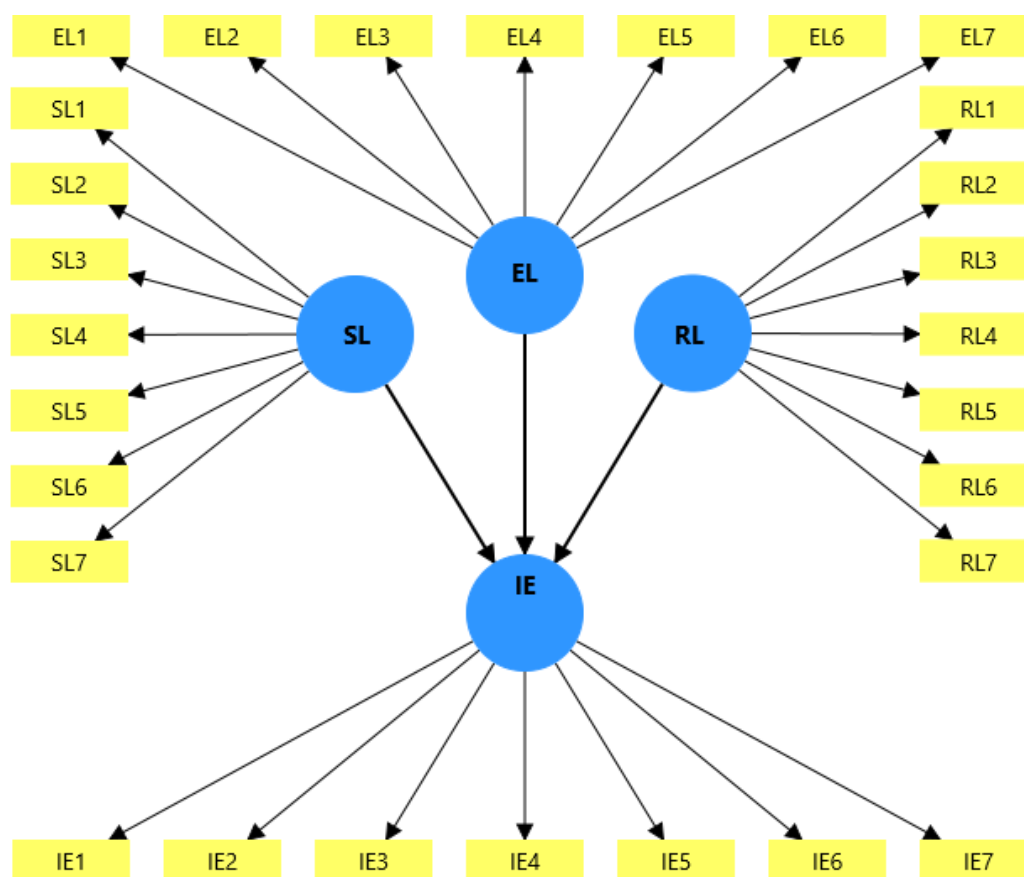 EL1 EL2 EL3 EL4 EL5 EL6 EL7
SL1 RL1
SL2 RL2
SL3 RL3
EL
SL4 SL RL RL4
SL5 RL5
SL6 RL6
SL7 RL7
IE
IE1 IE2 IE3 IE4 IE5 IE6 IE7